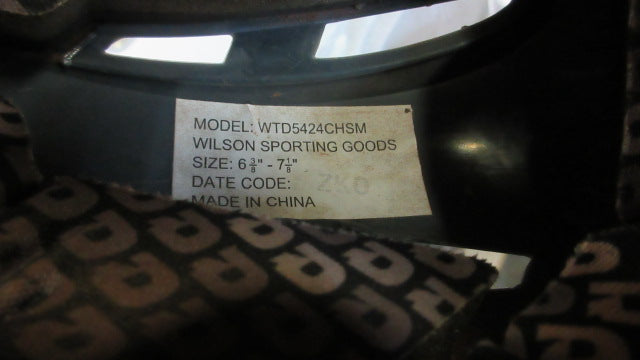 MODEL: WTD5424CHSM
WILSON SPORTING GOODS
SIZE: 6 3/8" - 7 1/8"
DATE CODE: ZKO
MADE IN CHINA